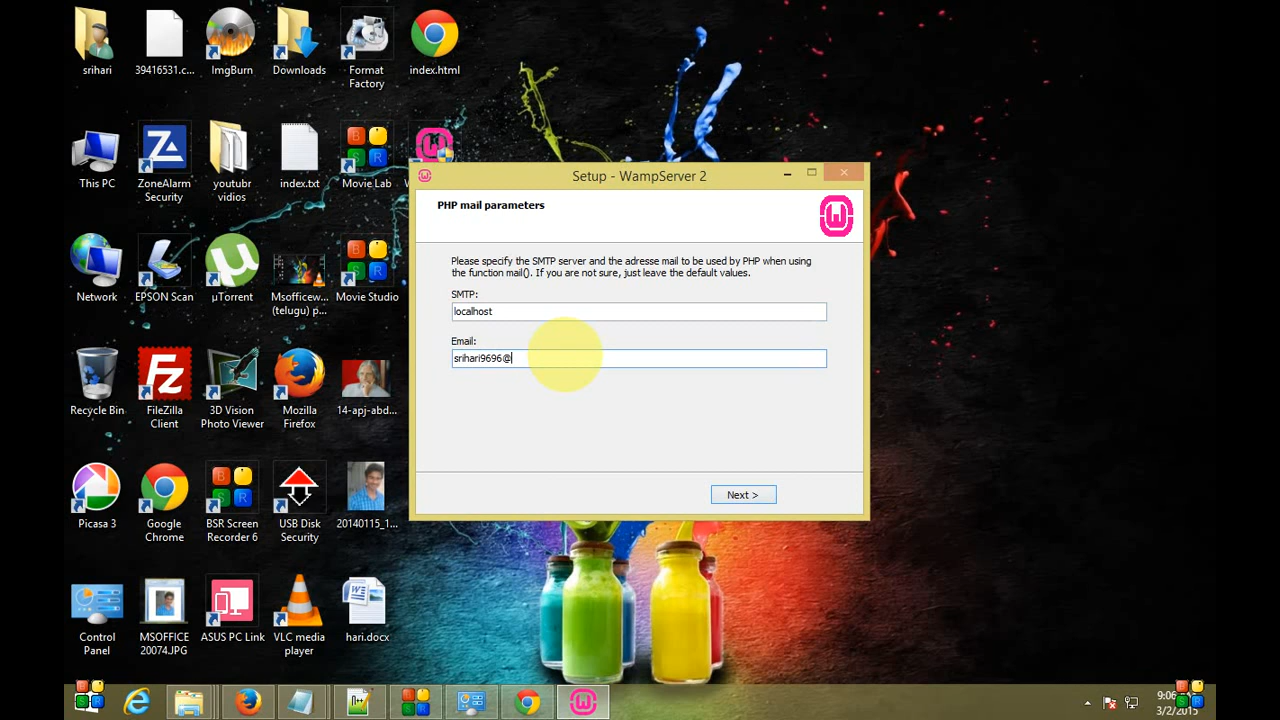 srihari
39416531.c...
ImgBurn
Downloads
Format
Factory
index.html
This PC
ZoneAlarm
Security
youtubr
vidios
index.txt
Movie Lab
Setup - WampServer 2
PHP mail parameters
Please specify the SMTP server and the adresse mail to be used by PHP when using
the function mail(). If you are not sure, just leave the default values.
SMTP:
localhost
Email:
srihari9696@
Next >
Network
EPSON Scan
µTorrent
Msofficew...
(telugu) p...
Movie Studio
Recycle Bin
FileZilla
Client
3D Vision
Photo Viewer
Mozilla
Firefox
14-apj-abd...
Picasa 3
Google
Chrome
BSR Screen
Recorder 6
USB Disk
Security
20140115_1...
Control
Panel
MSOFFICE
20074.JPG
ASUS PC Link
VLC media
player
hari.docx
9:06
3/2/2015